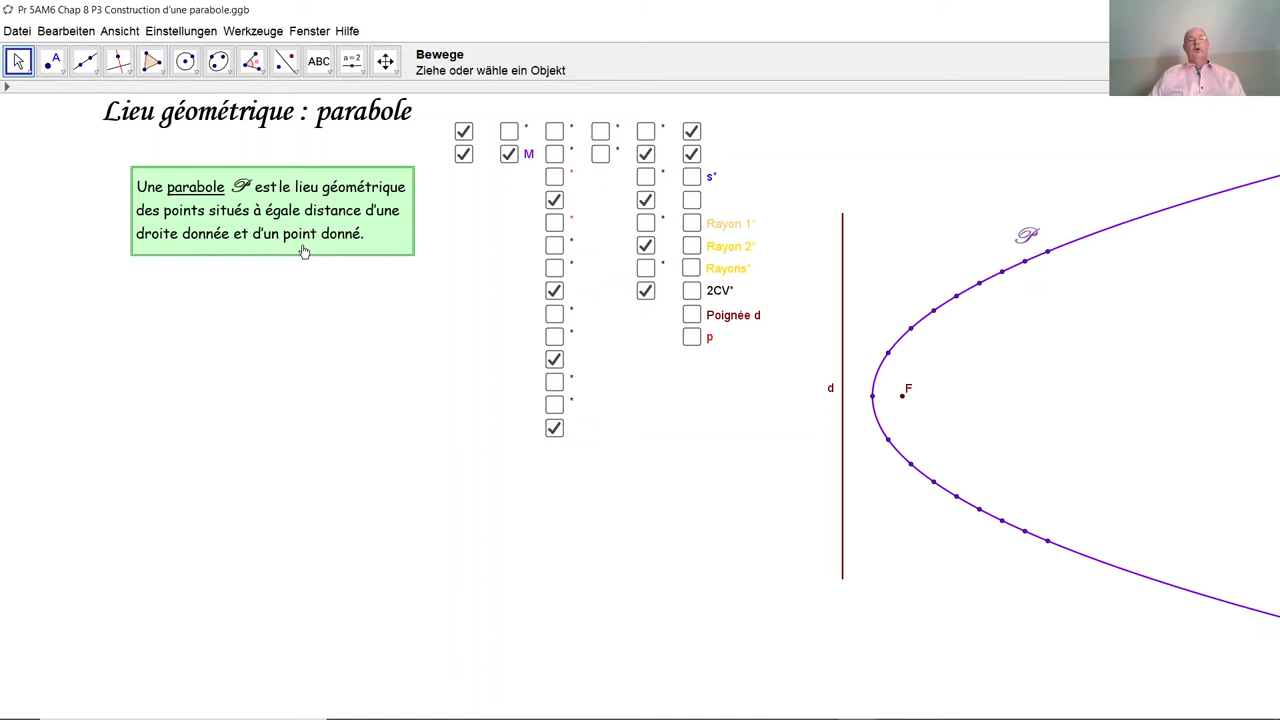 Pr 5AM6 Chap 8 P3 Construction d'une parabole.ggb
Datei Bearbeiten Ansicht Einstellungen Werkzeuge Fenster Hilfe
A
ABC
a=2
Bewege
Ziehe oder wähle ein Objekt
Lieu géométrique : parabole
Une parabole 𝒫 est le lieu géométrique
des points situés à égale distance d'une
droite donnée et d'un point donné.
* * * *
M * *
* * s*
* * Rayon 1*
* Rayon 2*
* * Rayons*
2CV*
* Poignée d
* p
*
*
𝒫
d
F